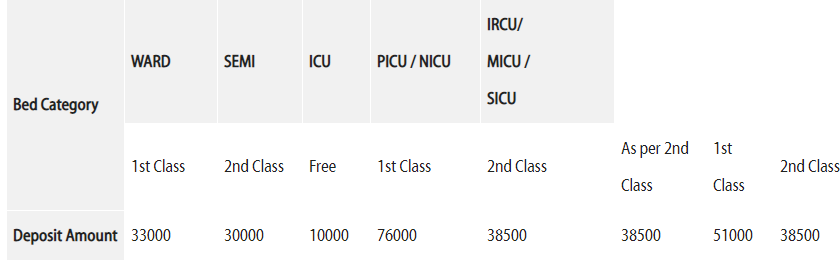 Bed Category WARD SEMI ICU PICU / NICU IRCU/
MICU /
SICU
1st Class 2nd Class Free 1st Class 2nd Class As per 2nd
Class 1st
Class 2nd Class
Deposit Amount 33000 30000 10000 76000 38500 38500 51000 38500